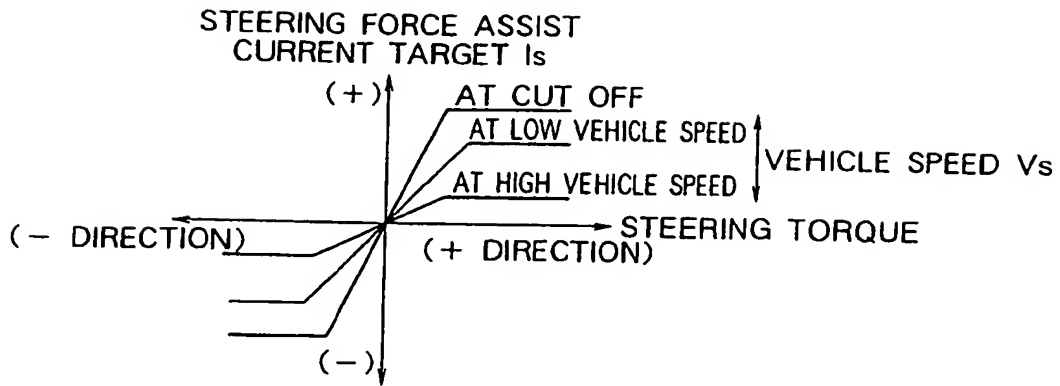 STEERING FORCE ASSIST
CURRENT TARGET Is
(+)
AT CUT OFF
AT LOW VEHICLE SPEED
VEHICLE SPEED Vs
AT HIGH VEHICLE SPEED
(- DIRECTION)
(+ DIRECTION)
STEERING TORQUE
(-)